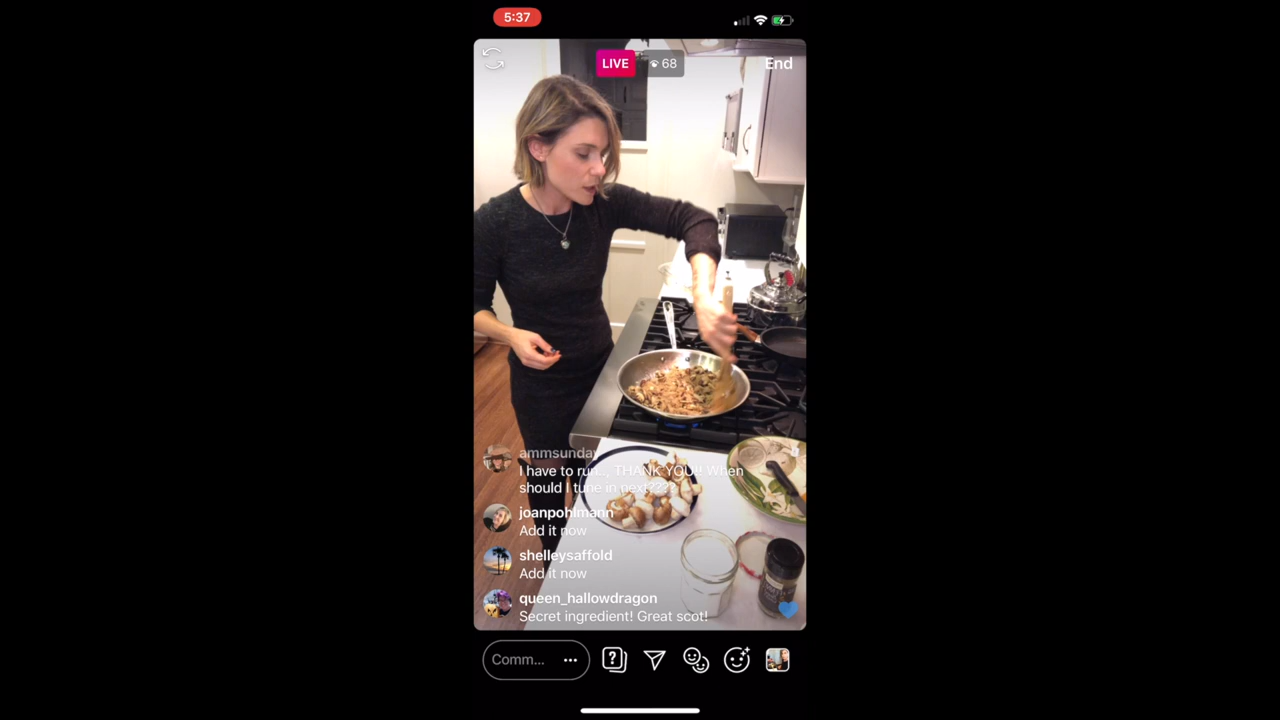 5:37
LIVE
68
End
ammsunday
I have to run.., THANK YOU!! When
should I tune in next????
joanpohlmann
Add it now
shelleysaffold
Add it now
queen_hallowdragon
Secret ingredient! Great scot!
Comm...
?